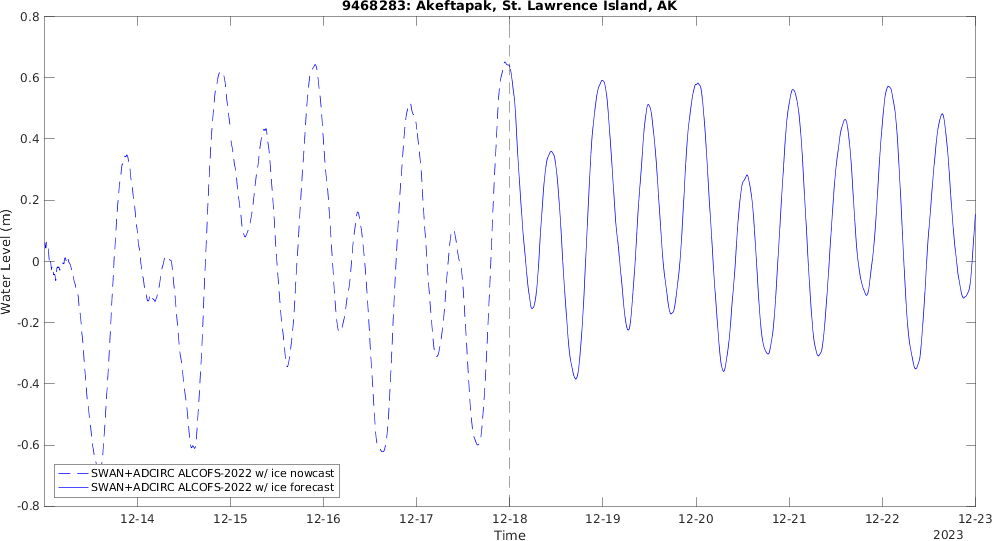 9468283: Akeftapak, St. Lawrence Island, AK
0.8
0.6
0.4
0.2
0
-0.2
-0.4
-0.6
-0.8
Water Level (m)
SWAN+ADCIRC ALCOFS-2022 w/ ice nowcast
SWAN+ADCIRC ALCOFS-2022 w/ ice forecast
12-14 12-15 12-16 12-17 12-18 12-19 12-20 12-21 12-22 12-23
Time
2023